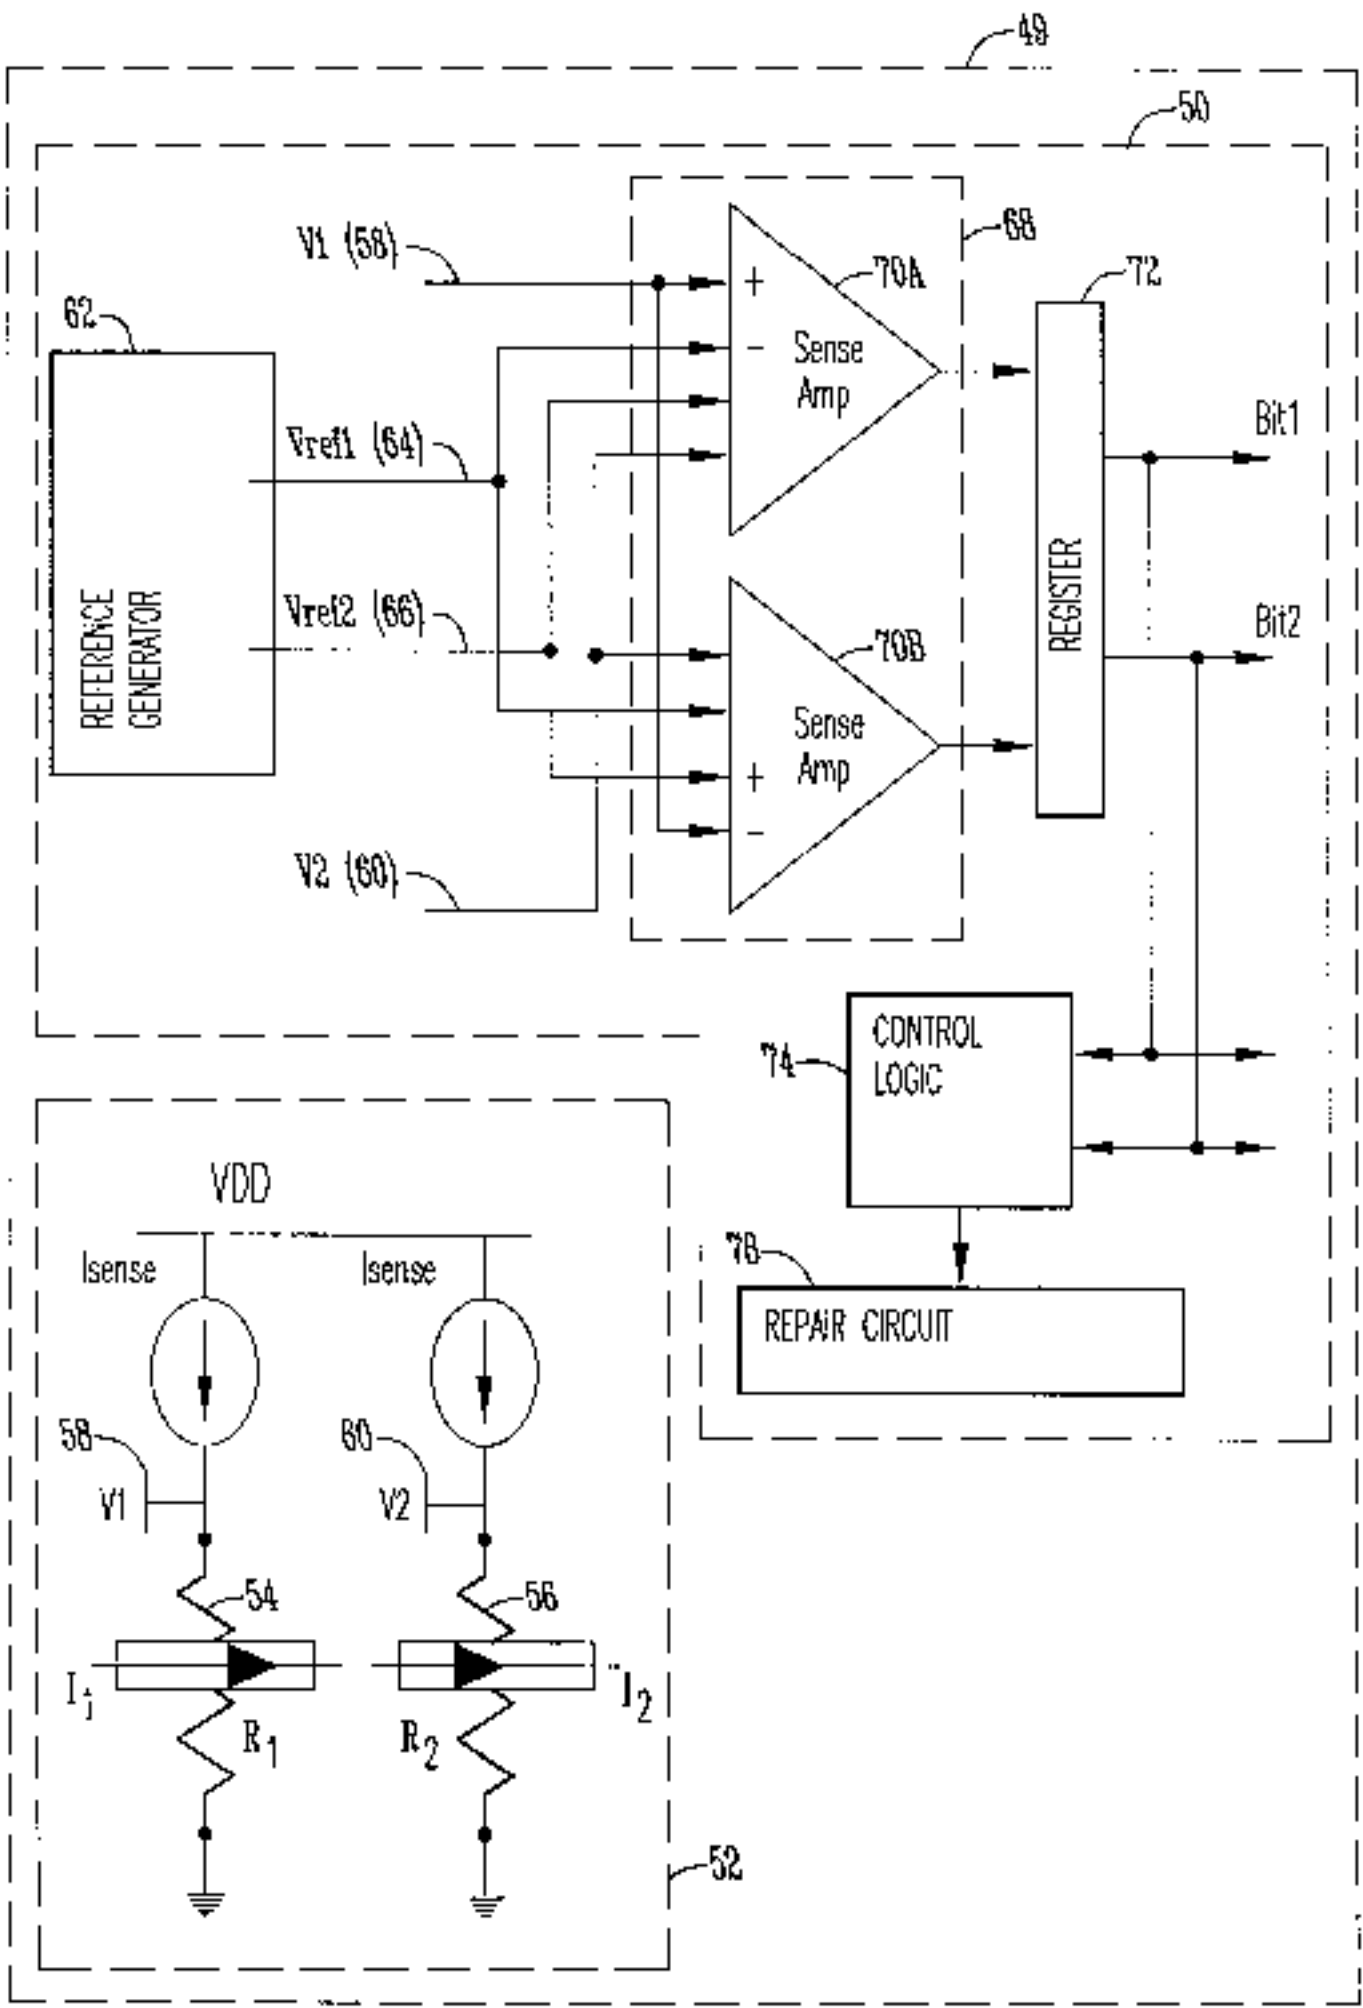 49
50
V1 (58)
68
70A
72
62
+
−
Sense
Amp
Bit1
Vref1 (64)
REGISTER
REFERENCE
GENERATOR
Vref2 (66)
70B
Bit2
Sense
Amp
+
−
V2 (60)
74
CONTROL
LOGIC
VDD
78
REPAIR CIRCUIT
Isense
Isense
58
60
V1
V2
54
56
I1
I2
R1
R2
52